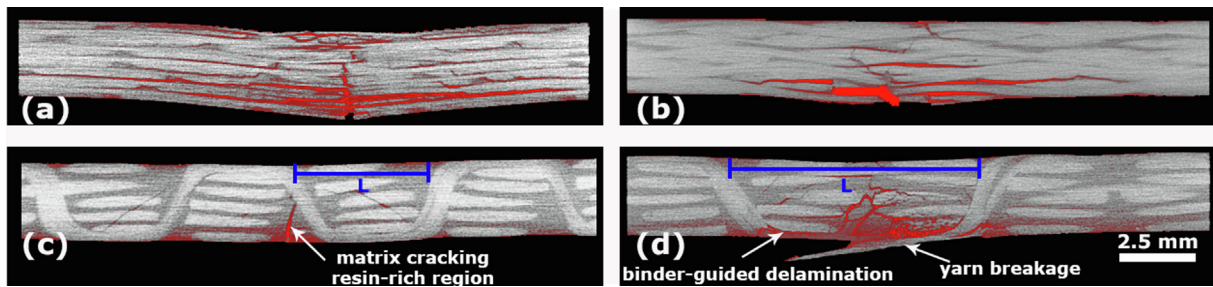 (a)
(b)
L
(c)
matrix cracking
resin-rich region
L
(d)
binder-guided delamination
yarn breakage
2.5 mm